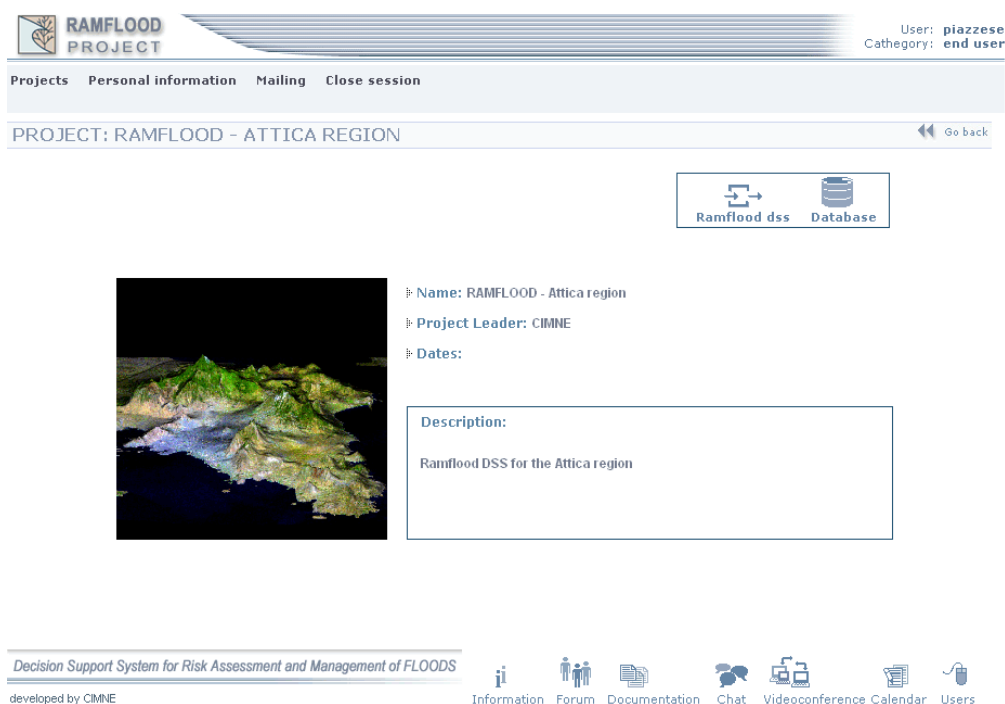 RAMFLOOD
PROJECT
User: piazzese
Cathegory: end user
Projects Personal information Mailing Close session
PROJECT: RAMFLOOD - ATTICA REGION
Go back
Ramflood dss Database
Name: RAMFLOOD - Attica region
Project Leader: CIMNE
Dates:
Description:
Ramflood DSS for the Attica region
Decision Support System for Risk Assessment and Management of FLOODS
developed by CIMNE
Information Forum Documentation Chat Videoconference Calendar Users